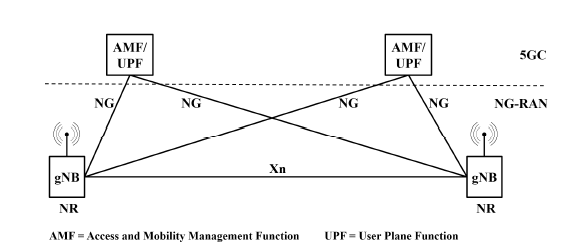 AMF/
UPF
AMF/
UPF
5GC
NG
NG
NG
NG
NG-RAN
gNB
Xn
gNB
NR
NR
AMF = Access and Mobility Management Function UPF = User Plane Function